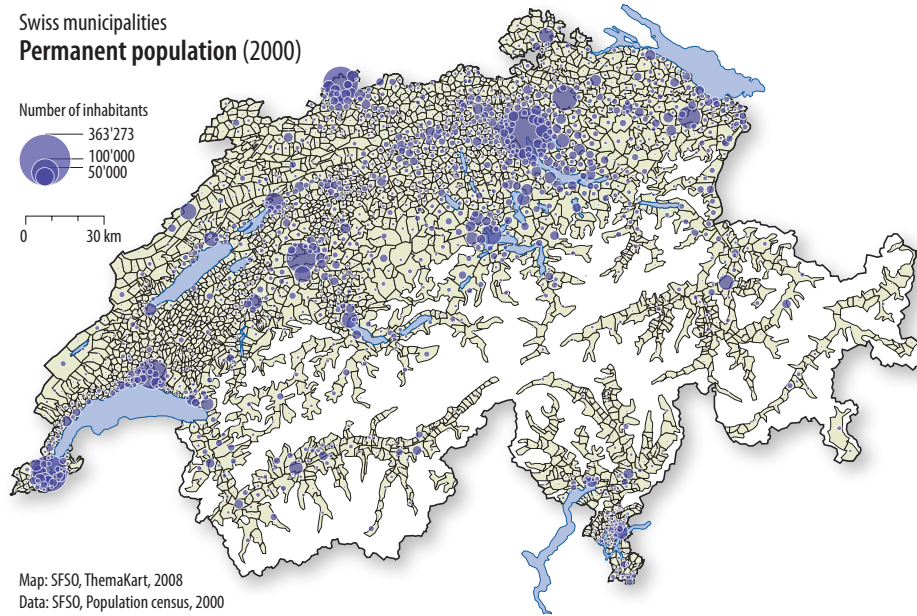 Swiss municipalities
Permanent population (2000)
Number of inhabitants
363'273
100'000
50'000
0 30 km
Map: SFSO, ThemaKart, 2008
Data: SFSO, Population census, 2000